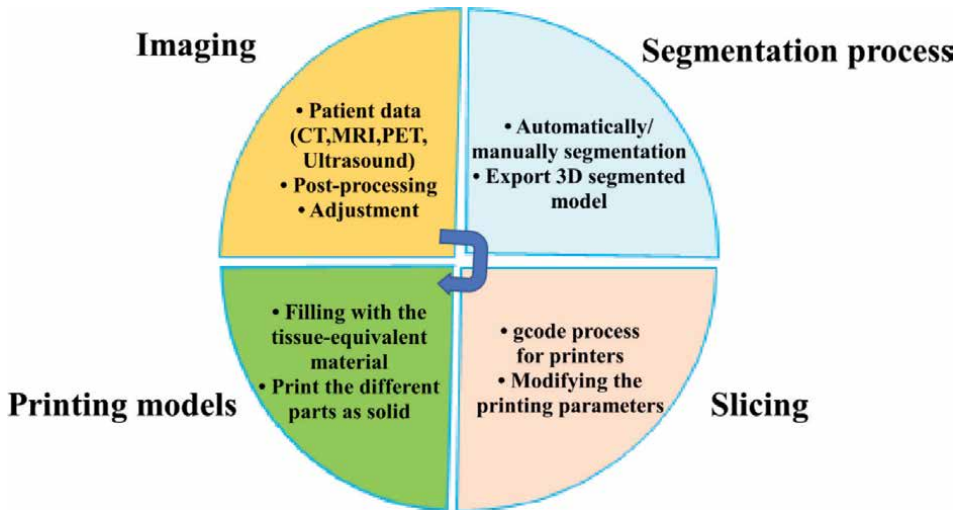 Imaging
• Patient data
(CT,MRI,PET,
Ultrasound)
• Post-processing
• Adjustment
Segmentation process
• Automatically/
manually segmentation
• Export 3D segmented
model
Printing models
• Filling with the
tissue-equivalent
material
• Print the different
parts as solid
• gcode process
for printers
• Modifying the
printing parameters
Slicing